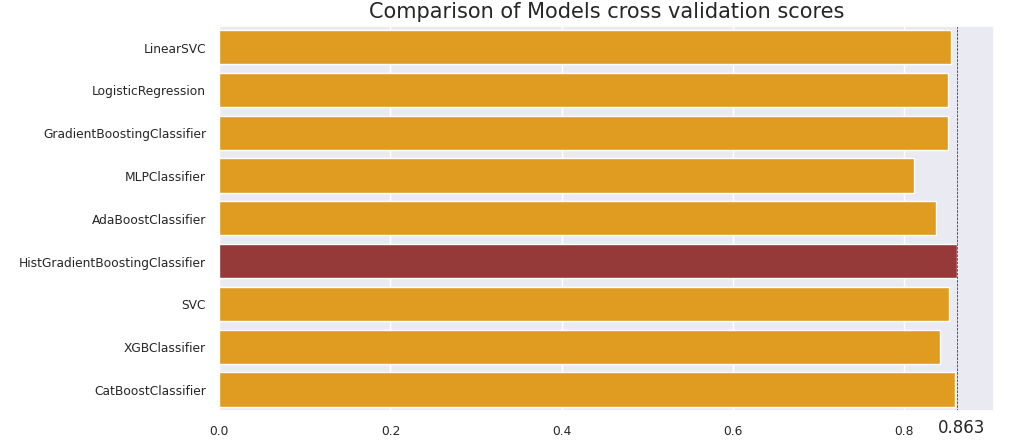 Comparison of Models cross validation scores
LinearSVC
LogisticRegression
GradientBoostingClassifier
MLPClassifier
AdaBoostClassifier
HistGradientBoostingClassifier
SVC
XGBClassifier
CatBoostClassifier
0.0 0.2 0.4 0.6 0.8 0.863